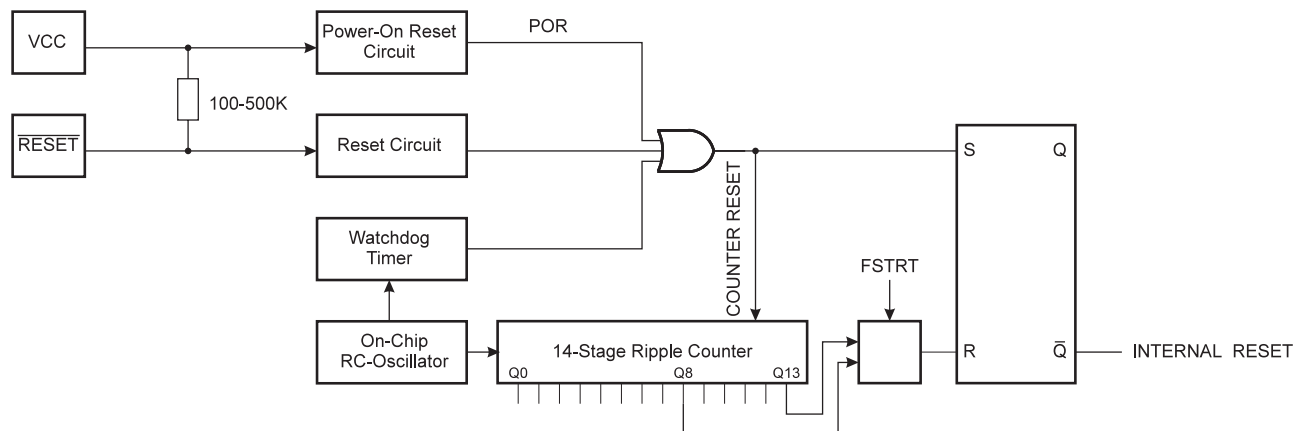 VCC
Power-On Reset
Circuit
POR
100-500K
RESET
Reset Circuit
S
Q
COUNTER RESET
Watchdog
Timer
FSTRT
On-Chip
RC-Oscillator
14-Stage Ripple Counter
Q0
Q8
Q13
R
Q̅
INTERNAL RESET